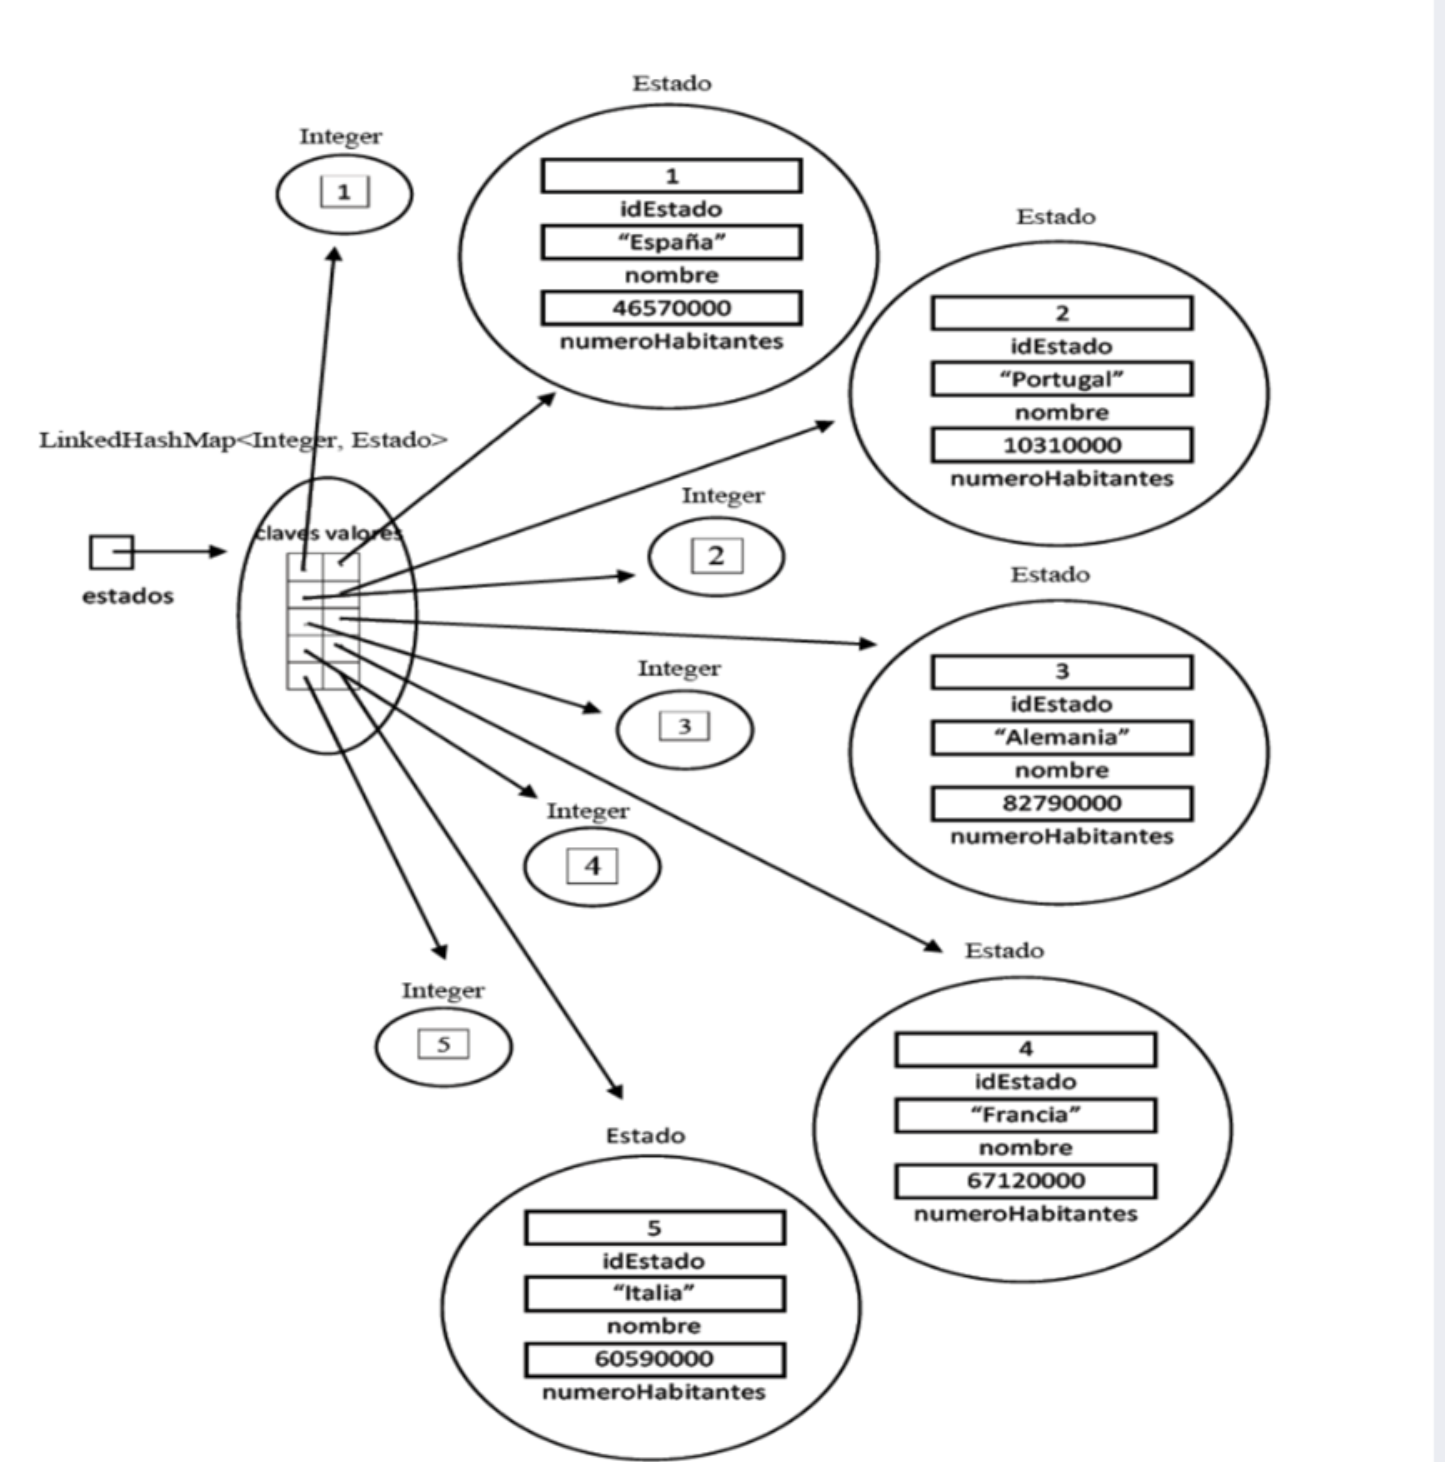 Estado
Integer
1
1
idEstado
“España”
nombre
46570000
numeroHabitantes
Estado
2
idEstado
“Portugal”
nombre
10310000
numeroHabitantes
LinkedHashMap<Integer, Estado>
claves valores
estados
Integer
2
Estado
3
idEstado
“Alemania”
nombre
82790000
numeroHabitantes
Integer
3
Integer
4
Estado
4
idEstado
“Francia”
nombre
67120000
numeroHabitantes
Integer
5
Estado
5
idEstado
“Italia”
nombre
60590000
numeroHabitantes